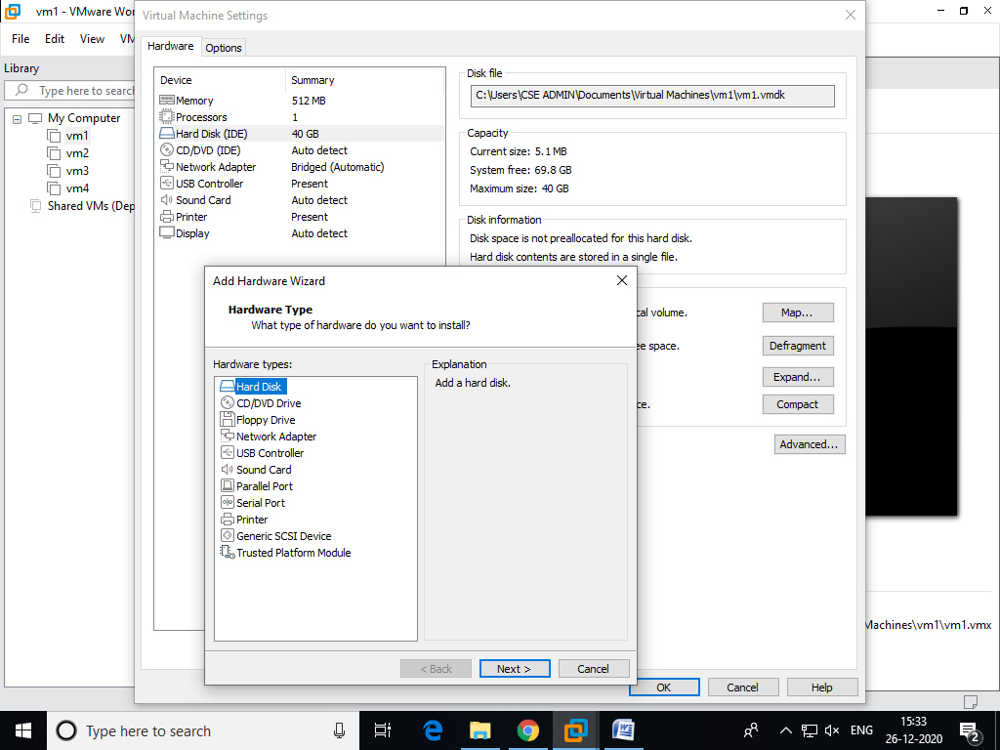 vm1 - VMware Wor
File Edit View VM
Library
Type here to search
My Computer
vm1
vm2
vm3
vm4
Shared VMs (Dep
Virtual Machine Settings
Hardware Options
Device Summary
Memory 512 MB
Processors 1
Hard Disk (IDE) 40 GB
CD/DVD (IDE) Auto detect
Network Adapter Bridged (Automatic)
USB Controller Present
Sound Card Auto detect
Printer Present
Display Auto detect
Disk file
C:\Users\CSE ADMIN\Documents\Virtual Machines\vm1\vm1.vmdk
Capacity
Current size: 5.1 MB
System free: 69.8 GB
Maximum size: 40 GB
Disk information
Disk space is not preallocated for this hard disk.
Hard disk contents are stored in a single file.
cal volume. Map...
ee space. Defragment
Expand...
ce. Compact
Advanced...
Add Hardware Wizard
Hardware Type
What type of hardware do you want to install?
Hardware types:
Hard Disk
CD/DVD Drive
Floppy Drive
Network Adapter
USB Controller
Sound Card
Parallel Port
Serial Port
Printer
Generic SCSI Device
Trusted Platform Module
Explanation
Add a hard disk.
< Back Next > Cancel
OK Cancel Help
Machines\vm1\vm1.vmx
Type here to search
ENG
15:33
26-12-2020
2